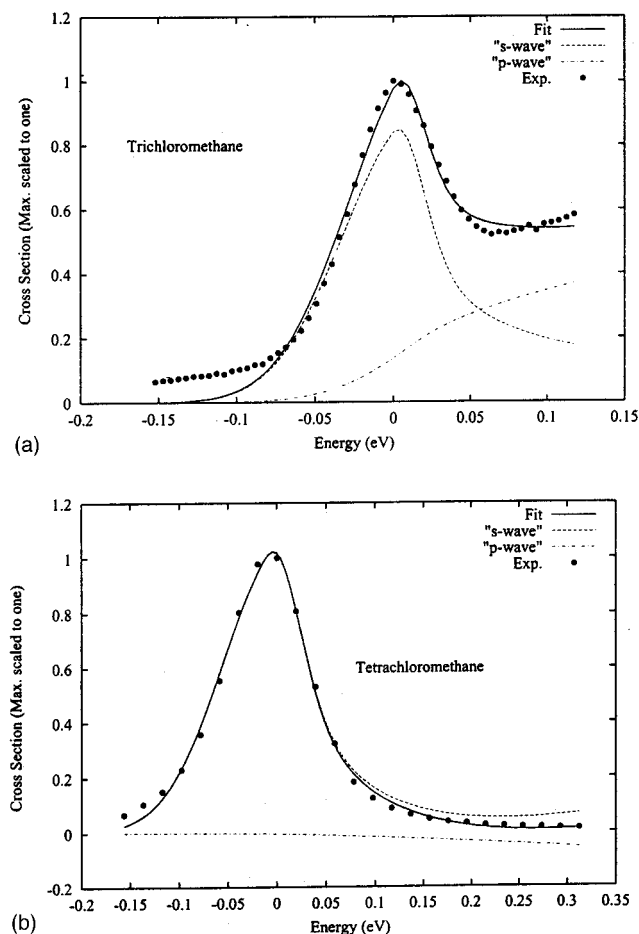 1.2
Fit
"s-wave"
"p-wave"
Exp.
1
0.8
0.6
0.4
0.2
0
Cross Section (Max. scaled to one)
Trichloromethane
-0.2 -0.15 -0.1 -0.05 0 0.05 0.1 0.15
Energy (eV)
(a)
1.2
Fit
"s-wave"
"p-wave"
Exp.
1
0.8
0.6
0.4
0.2
0
-0.2
Cross Section (Max. scaled to one)
Tetrachloromethane
-0.2 -0.15 -0.1 -0.05 0 0.05 0.1 0.15 0.2 0.25 0.3 0.35
Energy (eV)
(b)